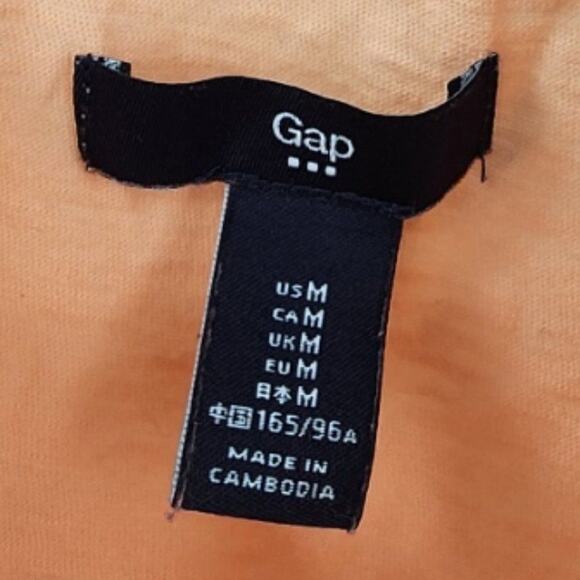 Gap
US M
CA M
UK M
EU M
日本 M
中国 165/96A
MADE IN
CAMBODIA